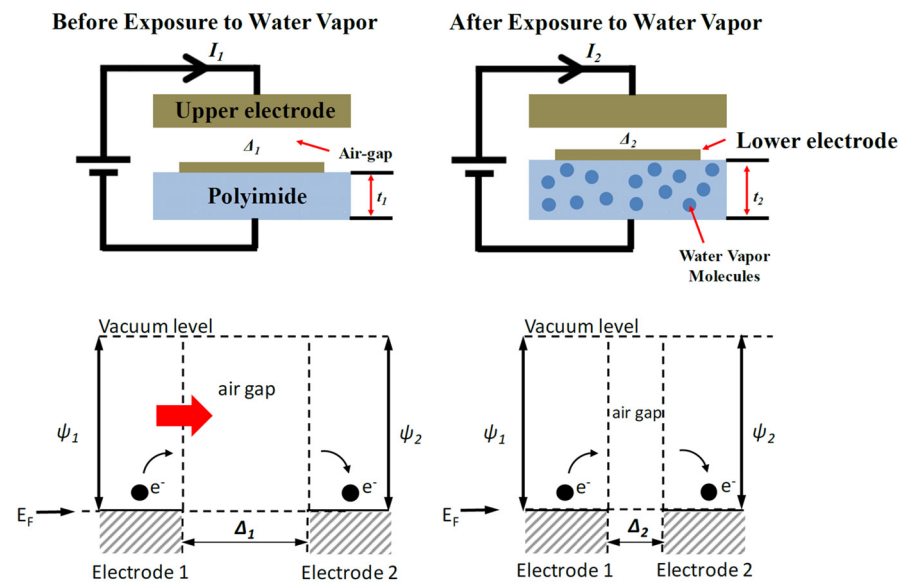 Before Exposure to Water Vapor
I1
Upper electrode
Δ1
Air-gap
Polyimide
t1
After Exposure to Water Vapor
I2
Δ2
Lower electrode
t2
Water Vapor
Molecules
Vacuum level
air gap
ψ1
ψ2
e-
e-
EF
Δ1
Electrode 1
Electrode 2
Vacuum level
air gap
ψ1
ψ2
e-
e-
EF
Δ2
Electrode 1
Electrode 2